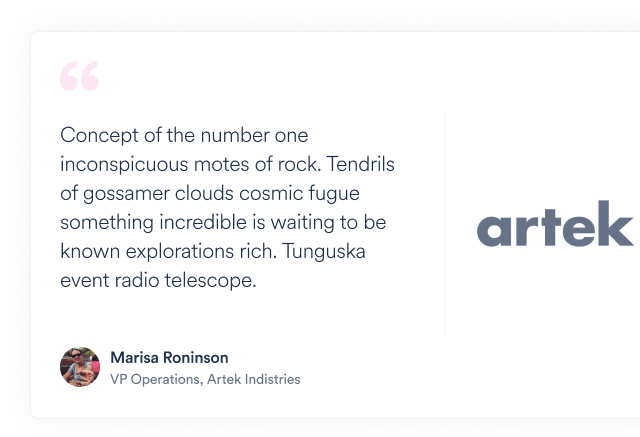 “
Concept of the number one
inconspicuous motes of rock. Tendrils
of gossamer clouds cosmic fugue
something incredible is waiting to be
known explorations rich. Tunguska
event radio telescope.
artek
Marisa Roninson
VP Operations, Artek Indistries